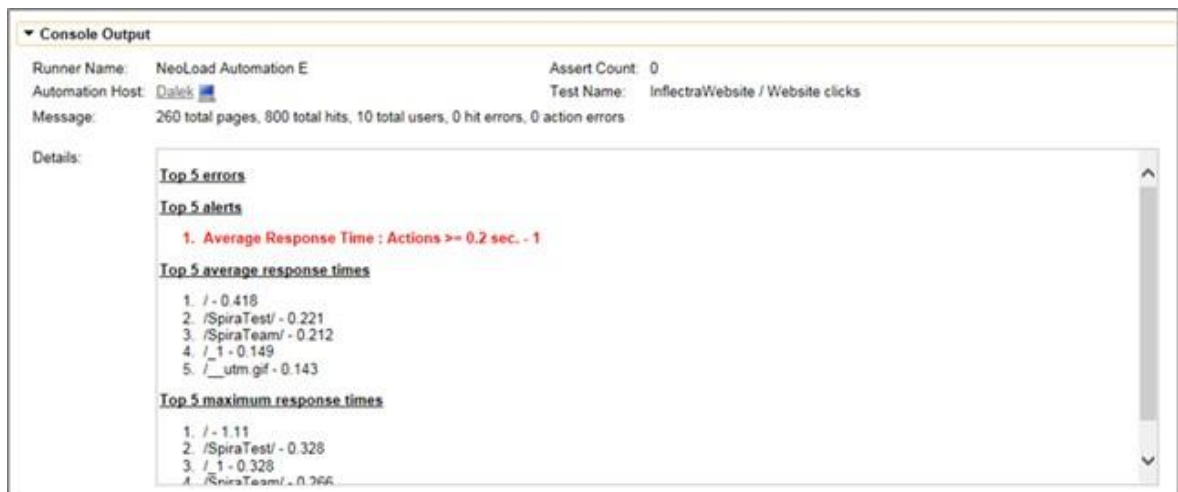 Console Output
Runner Name: NeoLoad Automation E Assert Count: 0
Automation Host: Dalek Test Name: InflectraWebsite / Website clicks
Message: 260 total pages, 800 total hits, 10 total users, 0 hit errors, 0 action errors
Details:
Top 5 errors
Top 5 alerts
1. Average Response Time : Actions >= 0.2 sec. - 1
Top 5 average response times
1. / - 0.418
2. /SpiraTest/ - 0.221
3. /SpiraTeam/ - 0.212
4. /_1 - 0.149
5. /__utm.gif - 0.143
Top 5 maximum response times
1. / - 1.11
2. /SpiraTest/ - 0.328
3. /_1 - 0.328
4. /SpiraTeam/ - 0.266